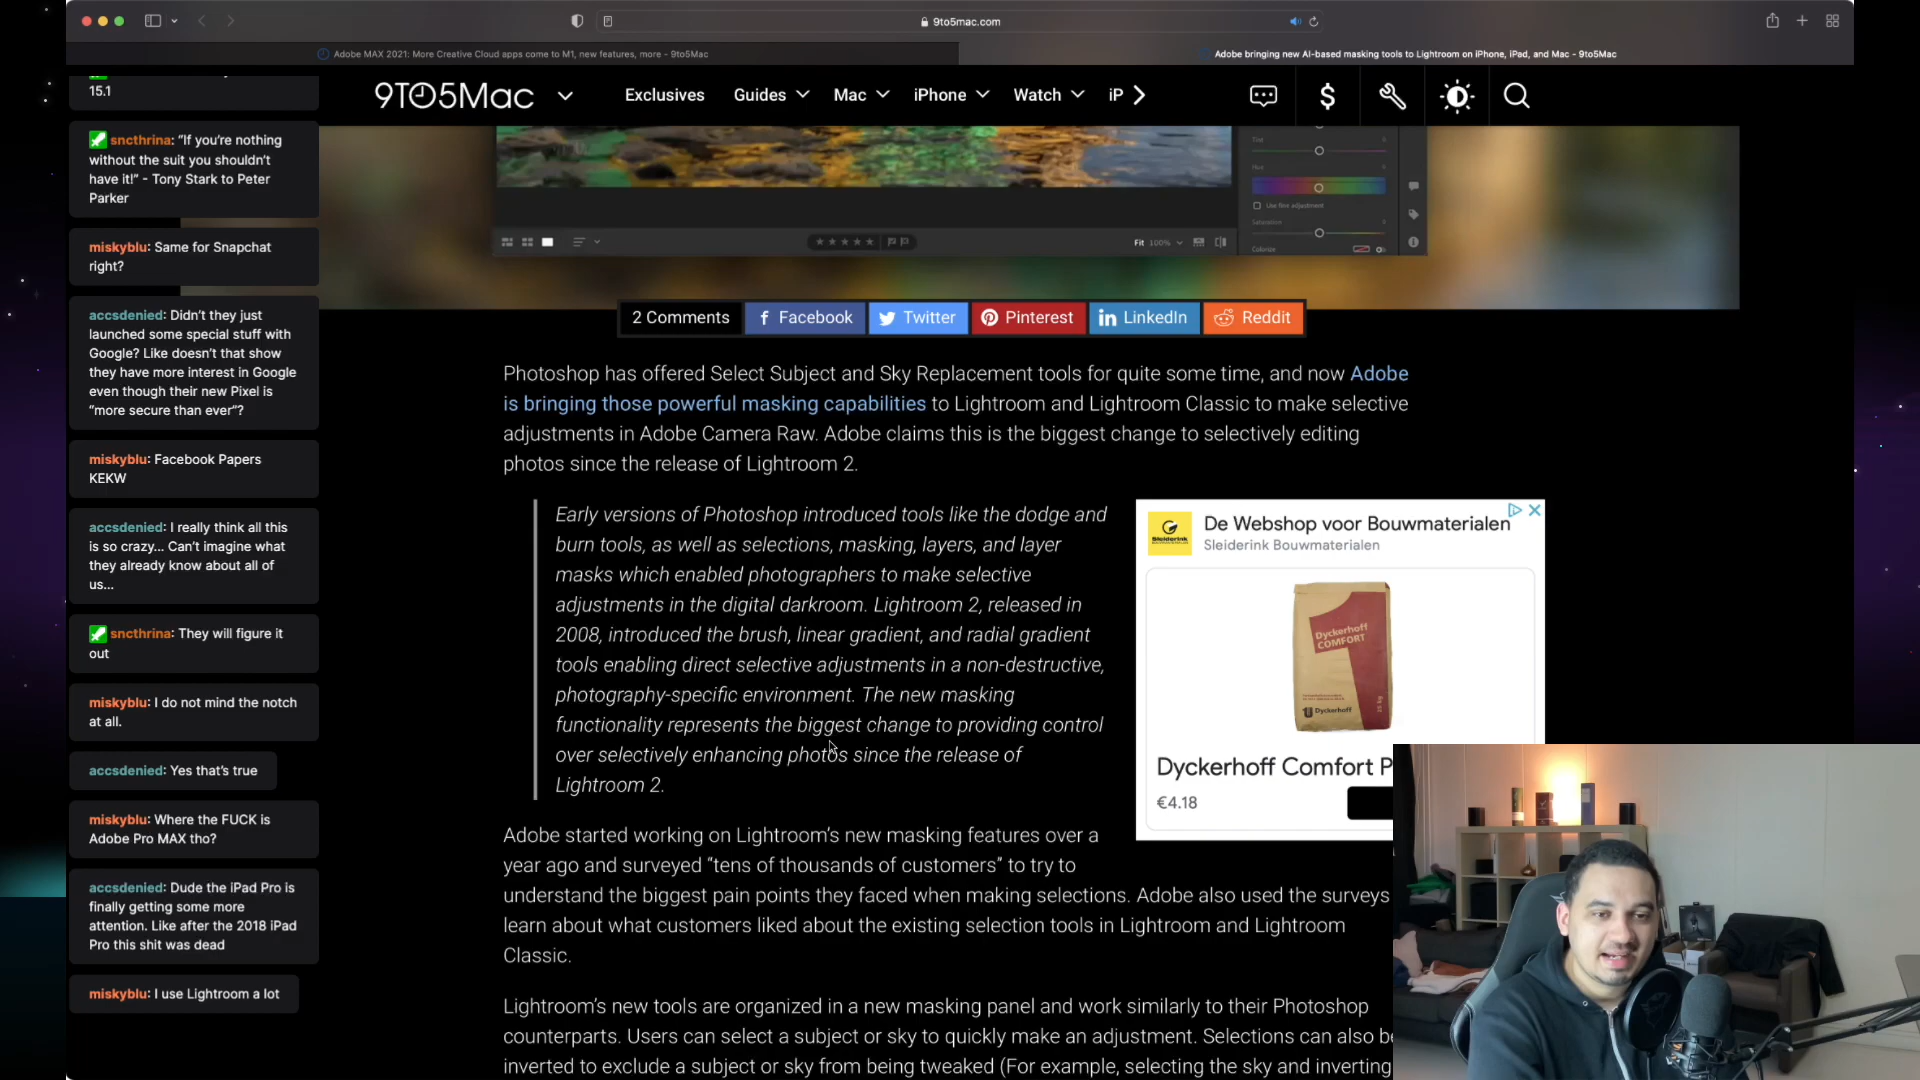 9to5mac.com
Adobe MAX 2021: More Creative Cloud apps come to M1, new features, more - 9to5Mac
Adobe bringing new AI-based masking tools to Lightroom on iPhone, iPad, and Mac - 9to5Mac
9TO5Mac
Exclusives
Guides
Mac
iPhone
Watch
iP
$
15.1
sncthrina: “If you’re nothing
without the suit you shouldn’t
have it!” - Tony Stark to Peter
Parker
miskyblu: Same for Snapchat
right?
accsdenied: Didn’t they just
launched some special stuff with
Google? Like doesn’t that show
they have more interest in Google
even though their new Pixel is
“more secure than ever”?
miskyblu: Facebook Papers
KEKW
accsdenied: I really think all this
is so crazy... Can’t imagine what
they already know about all of
us...
sncthrina: They will figure it
out
miskyblu: I do not mind the notch
at all.
accsdenied: Yes that’s true
miskyblu: Where the FUCK is
Adobe Pro MAX tho?
accsdenied: Dude the iPad Pro is
finally getting some more
attention. Like after the 2018 iPad
Pro this shit was dead
miskyblu: I use Lightroom a lot
Tint
Hue
Use fine adjustment
Saturation
Colorize
Fit 100%
2 Comments
Facebook
Twitter
Pinterest
LinkedIn
Reddit
Photoshop has offered Select Subject and Sky Replacement tools for quite some time, and now Adobe
is bringing those powerful masking capabilities to Lightroom and Lightroom Classic to make selective
adjustments in Adobe Camera Raw. Adobe claims this is the biggest change to selectively editing
photos since the release of Lightroom 2.
Early versions of Photoshop introduced tools like the dodge and
burn tools, as well as selections, masking, layers, and layer
masks which enabled photographers to make selective
adjustments in the digital darkroom. Lightroom 2, released in
2008, introduced the brush, linear gradient, and radial gradient
tools enabling direct selective adjustments in a non-destructive,
photography-specific environment. The new masking
functionality represents the biggest change to providing control
over selectively enhancing photos since the release of
Lightroom 2.
De Webshop voor Bouwmaterialen
Sleiderink Bouwmaterialen
Sleiderink
Dyckerhoff
COMFORT
Dyckerhoff
25 kg
Dyckerhoff Comfort P
€4.18
Adobe started working on Lightroom’s new masking features over a
year ago and surveyed “tens of thousands of customers” to try to
understand the biggest pain points they faced when making selections. Adobe also used the surveys
learn about what customers liked about the existing selection tools in Lightroom and Lightroom
Classic.
Lightroom’s new tools are organized in a new masking panel and work similarly to their Photoshop
counterparts. Users can select a subject or sky to quickly make an adjustment. Selections can also be
inverted to exclude a subject or sky from being tweaked (For example, selecting the sky and inverting